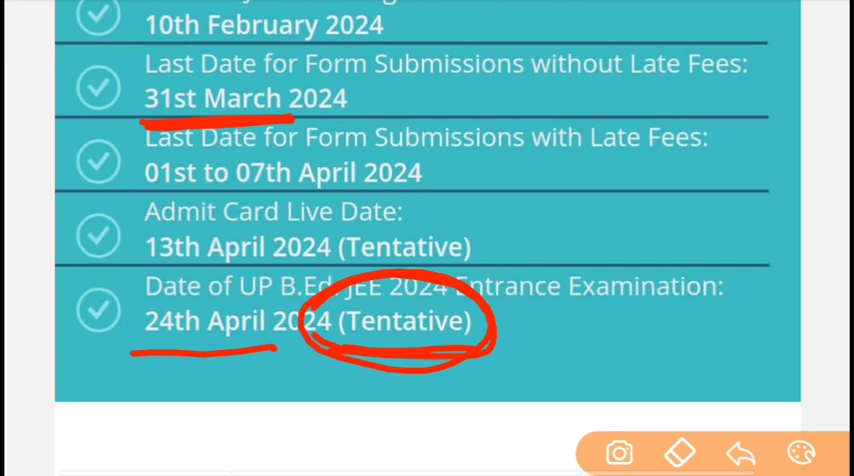 10th February 2024
Last Date for Form Submissions without Late Fees:
31st March 2024
Last Date for Form Submissions with Late Fees:
01st to 07th April 2024
Admit Card Live Date:
13th April 2024 (Tentative)
Date of UP B.Ed. JEE 2024 Entrance Examination:
24th April 2024 (Tentative)